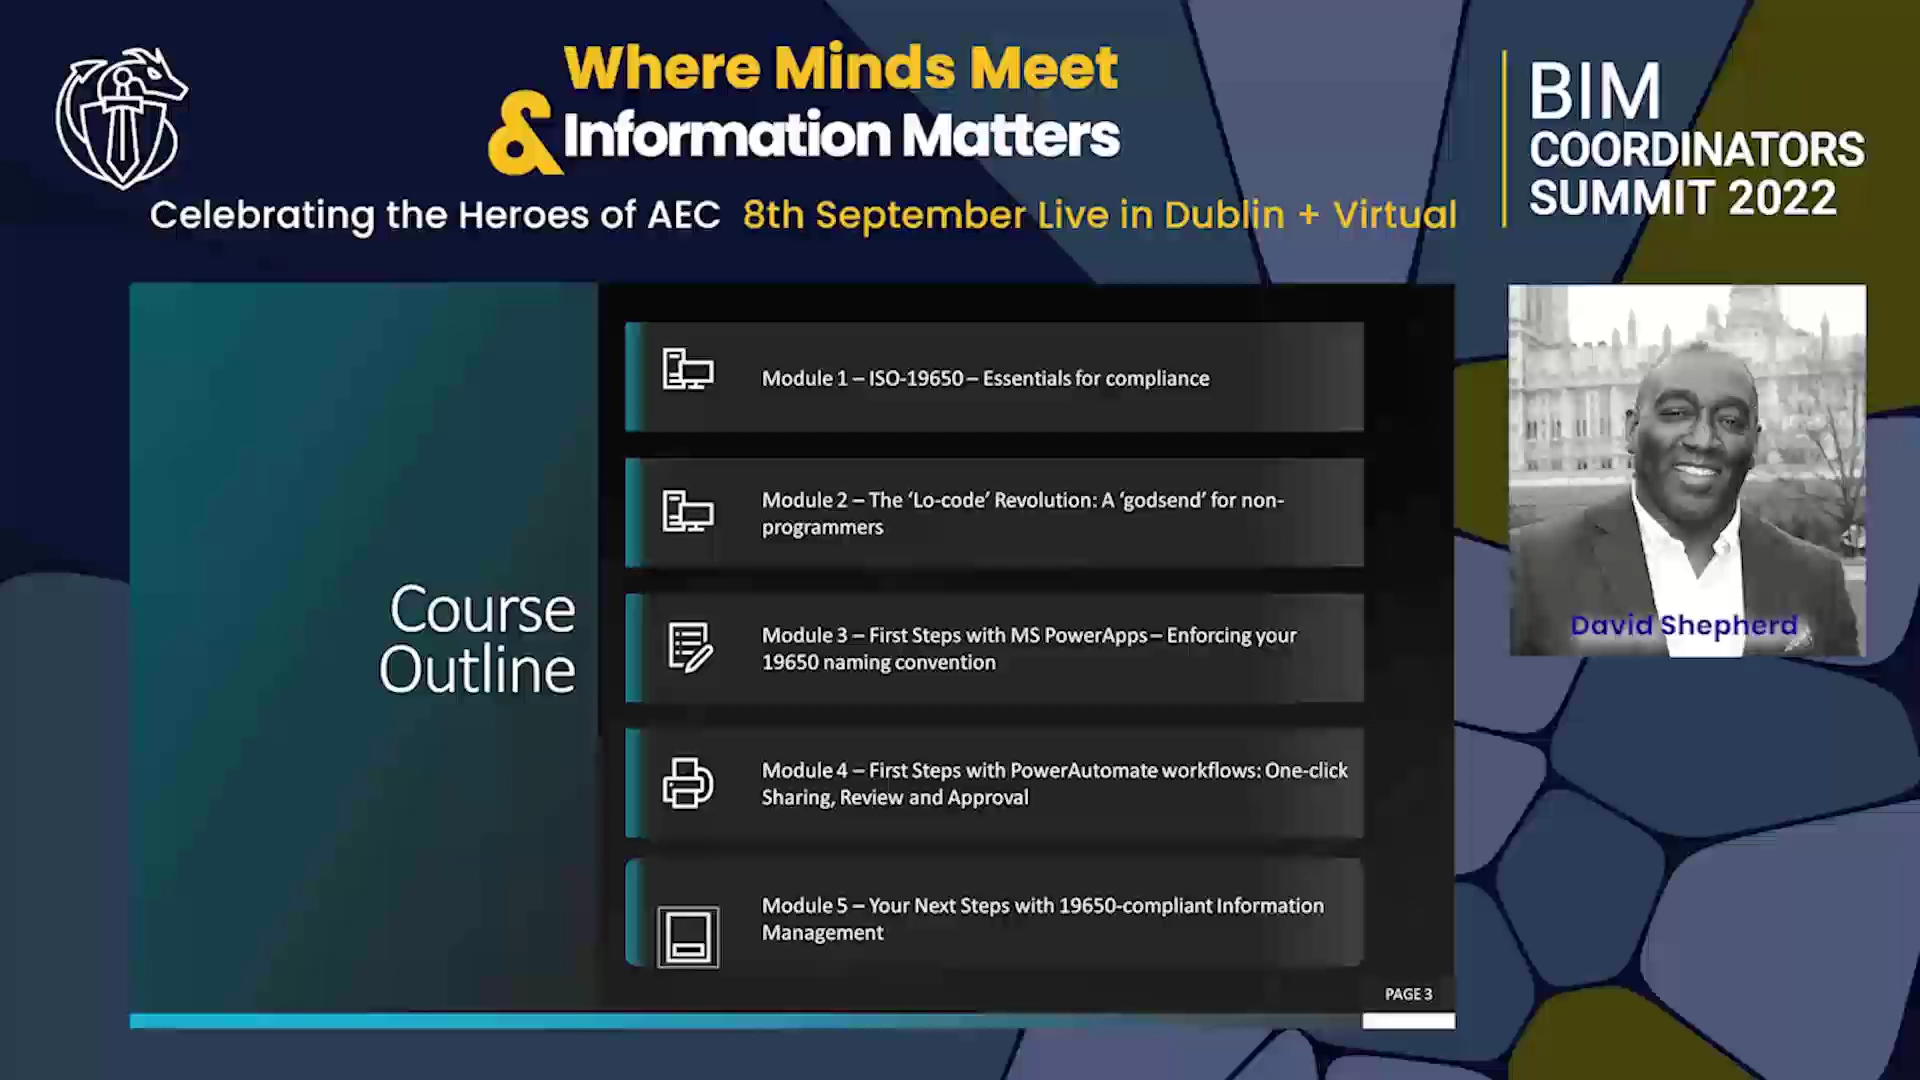 Where Minds Meet
& Information Matters
Celebrating the Heroes of AEC 8th September Live in Dublin + Virtual
BIM
COORDINATORS
SUMMIT 2022
Course
Outline
Module 1 – ISO-19650 – Essentials for compliance
Module 2 – The ‘Lo-code’ Revolution: A ‘godsend’ for non-
programmers
Module 3 – First Steps with MS PowerApps – Enforcing your
19650 naming convention
Module 4 – First Steps with PowerAutomate workflows: One-click
Sharing, Review and Approval
Module 5 – Your Next Steps with 19650-compliant Information
Management
PAGE 3
David Shepherd